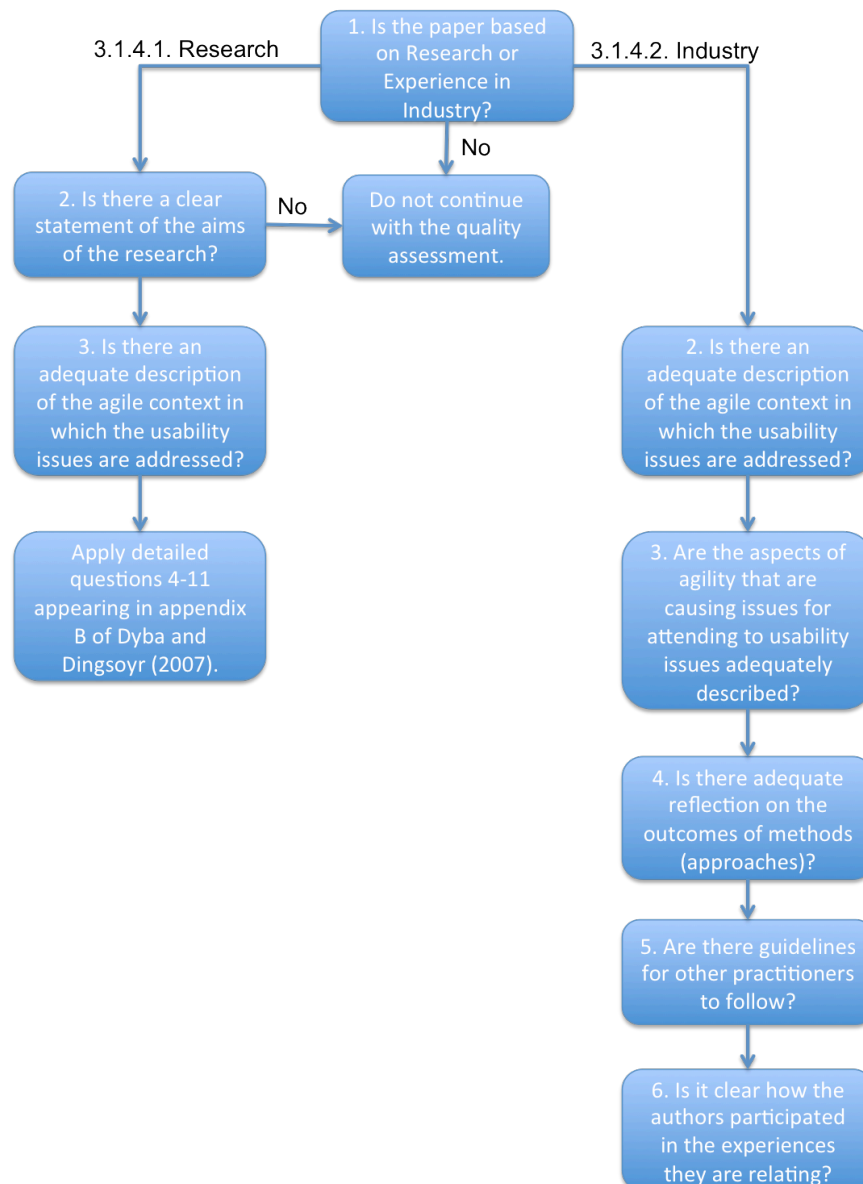 3.1.4.1. Research
1. Is the paper based
on Research or
Experience in
Industry?
3.1.4.2. Industry
No
2. Is there a clear
statement of the aims
of the research?
No
Do not continue
with the quality
assessment.
3. Is there an
adequate description
of the agile context in
which the usability
issues are addressed?
2. Is there an
adequate description
of the agile context in
which the usability
issues are addressed?
Apply detailed
questions 4-11
appearing in appendix
B of Dyba and
Dingsoyr (2007).
3. Are the aspects of
agility that are
causing issues for
attending to usability
issues adequately
described?
4. Is there adequate
reflection on the
outcomes of methods
(approaches)?
5. Are there guidelines
for other practitioners
to follow?
6. Is it clear how the
authors participated
in the experiences
they are relating?